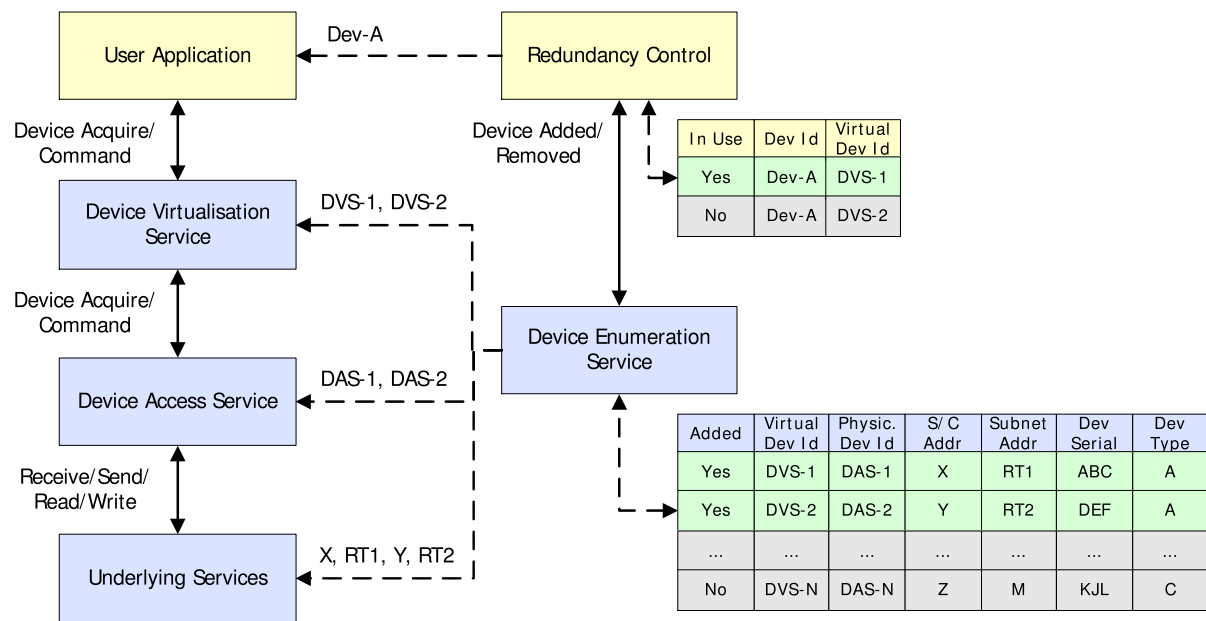 User Application
Dev-A
Redundancy Control
Device Acquire/
Command
Device Added/
Removed
In Use Dev Id Virtual Dev Id
Yes Dev-A DVS-1
No Dev-A DVS-2
Device Virtualisation
Service
DVS-1, DVS-2
Device Acquire/
Command
Device Enumeration
Service
Device Access Service
DAS-1, DAS-2
Receive/Send/
Read/Write
Underlying Services
X, RT1, Y, RT2
Added Virtual Dev Id Physic. Dev Id S/C Addr Subnet Addr Dev Serial Dev Type
Yes DVS-1 DAS-1 X RT1 ABC A
Yes DVS-2 DAS-2 Y RT2 DEF A
... ... ... ... ... ... ...
No DVS-N DAS-N Z M KJL C